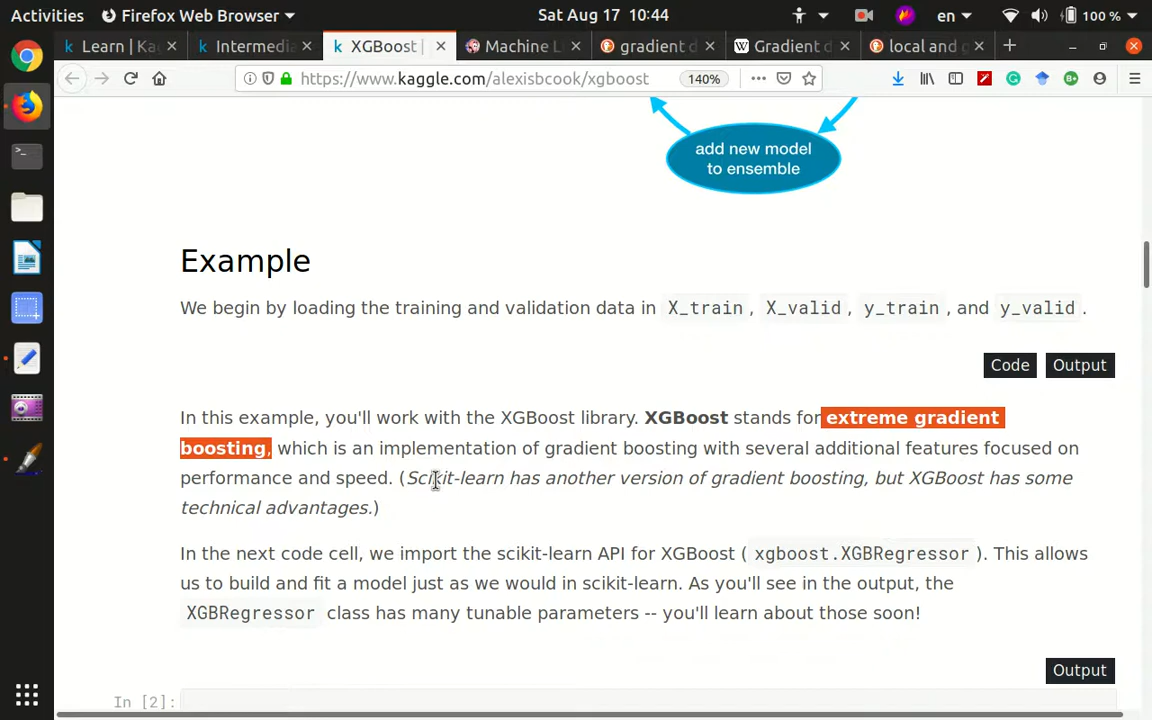 Activities Firefox Web Browser Sat Aug 17 10:44 en 100 %
Learn | Ka Intermedia XGBoost | Machine L gradient d Gradient d local and g
https://www.kaggle.com/alexisbcook/xgboost 140%
add new model
to ensemble
Example
We begin by loading the training and validation data in X_train, X_valid, y_train, and y_valid.
Code Output
In this example, you'll work with the XGBoost library. XGBoost stands for extreme gradient
boosting, which is an implementation of gradient boosting with several additional features focused on
performance and speed. (Scikit-learn has another version of gradient boosting, but XGBoost has some
technical advantages.)
In the next code cell, we import the scikit-learn API for XGBoost (xgboost.XGBRegressor). This allows
us to build and fit a model just as we would in scikit-learn. As you'll see in the output, the
XGBRegressor class has many tunable parameters -- you'll learn about those soon!
Output
In [2]: